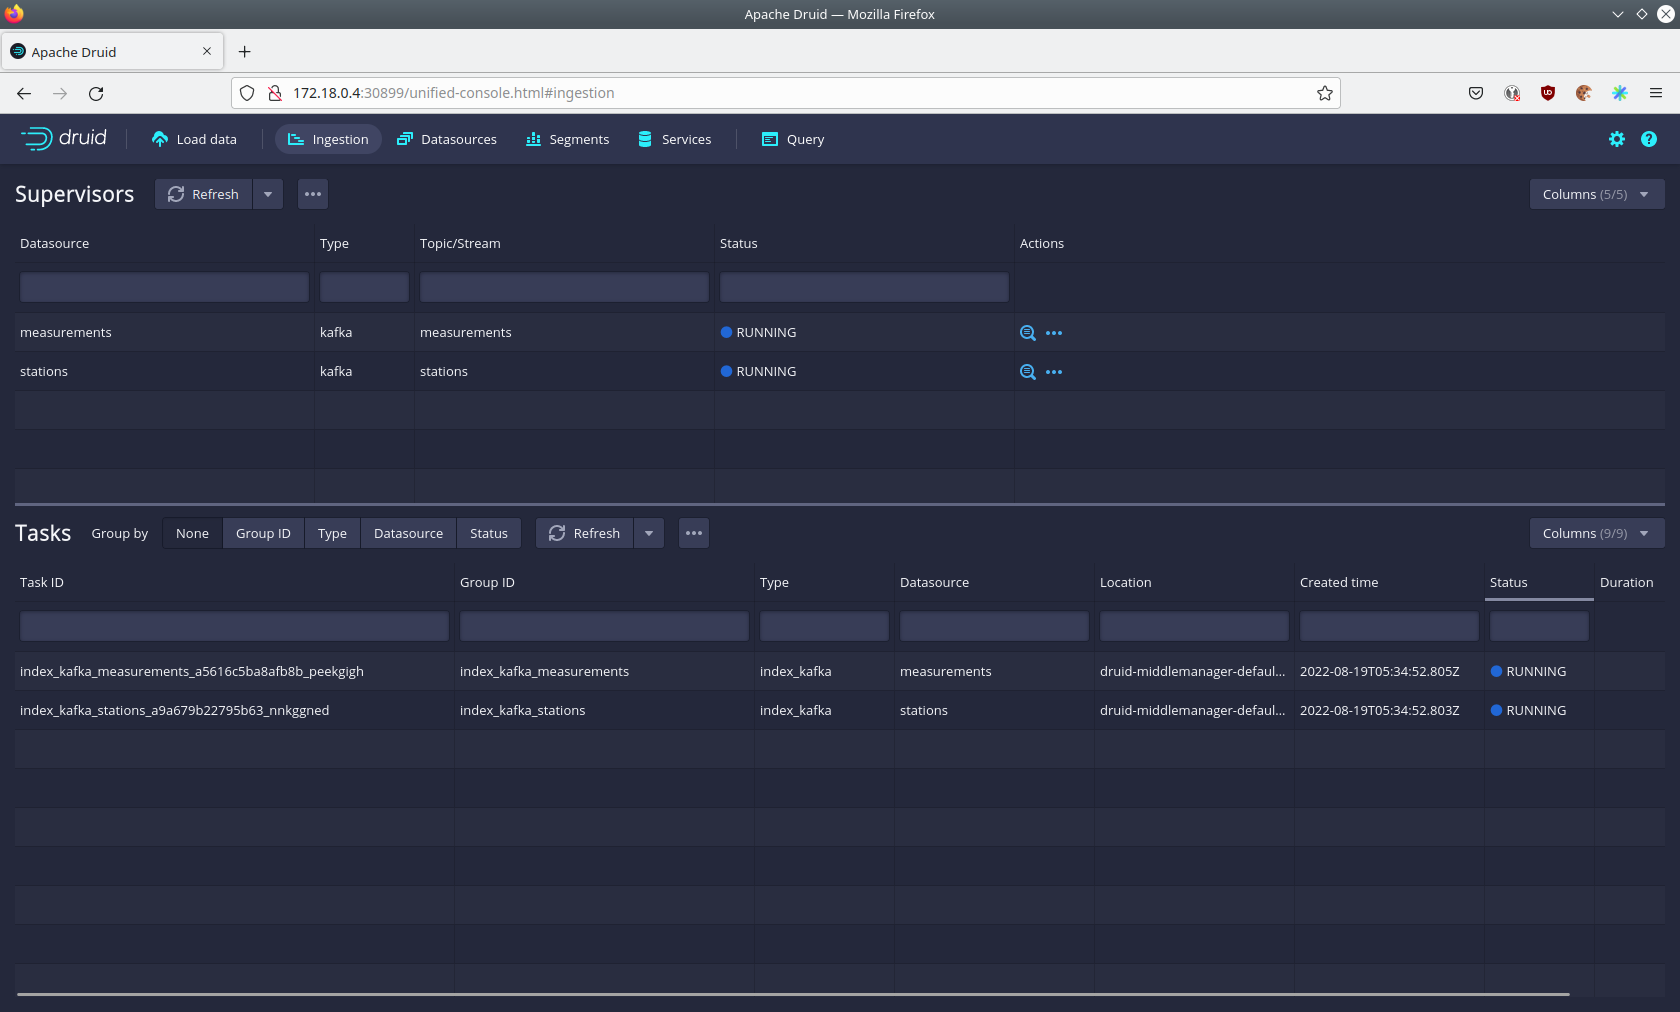 Apache Druid — Mozilla Firefox
Apache Druid
172.18.0.4:30899/unified-console.html#ingestion
druid Load data Ingestion Datasources Segments Services Query
Supervisors Refresh Columns (5/5)
Datasource Type Topic/Stream Status Actions
measurements kafka measurements RUNNING
stations kafka stations RUNNING
Tasks Group by None Group ID Type Datasource Status Refresh Columns (9/9)
Task ID Group ID Type Datasource Location Created time Status Duration
index_kafka_measurements_a5616c5ba8afb8b_peekgigh index_kafka_measurements index_kafka measurements druid-middlemanager-defaul... 2022-08-19T05:34:52.805Z RUNNING
index_kafka_stations_a9a679b22795b63_nnkggned index_kafka_stations index_kafka stations druid-middlemanager-defaul... 2022-08-19T05:34:52.803Z RUNNING